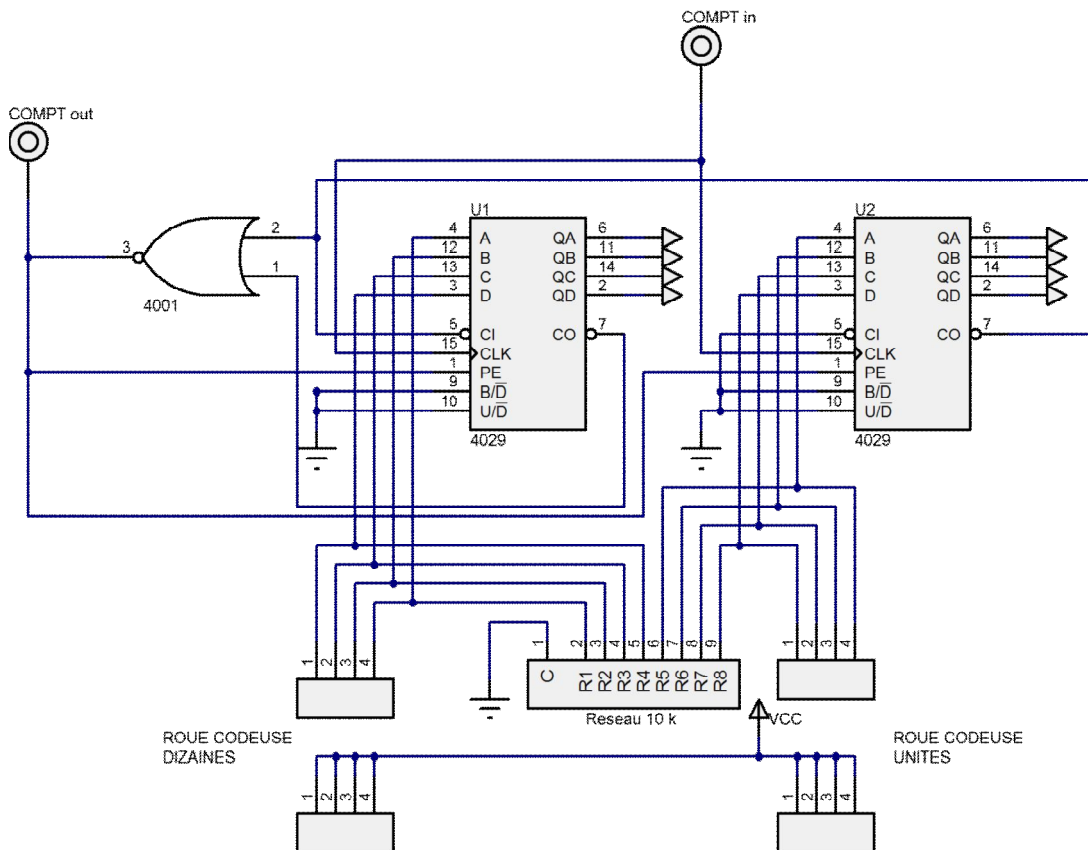 COMPT in
COMPT out
U1
U2
2
3
1
4001
4 A QA 6
12 B QB 11
13 C QC 14
3 D QD 2
5 CI CO 7
15 CLK
1 PE
9 B/D̅
10 U/D̅
4029
4 A QA 6
12 B QB 11
13 C QC 14
3 D QD 2
5 CI CO 7
15 CLK
1 PE
9 B/D̅
10 U/D̅
4029
1 2 3 4
1 2 3 4 5 6 7 8 9
C R1 R2 R3 R4 R5 R6 R7 R8
Reseau 10 k
1 2 3 4
VCC
ROUE CODEUSE
DIZAINES
ROUE CODEUSE
UNITES
1 2 3 4
1 2 3 4